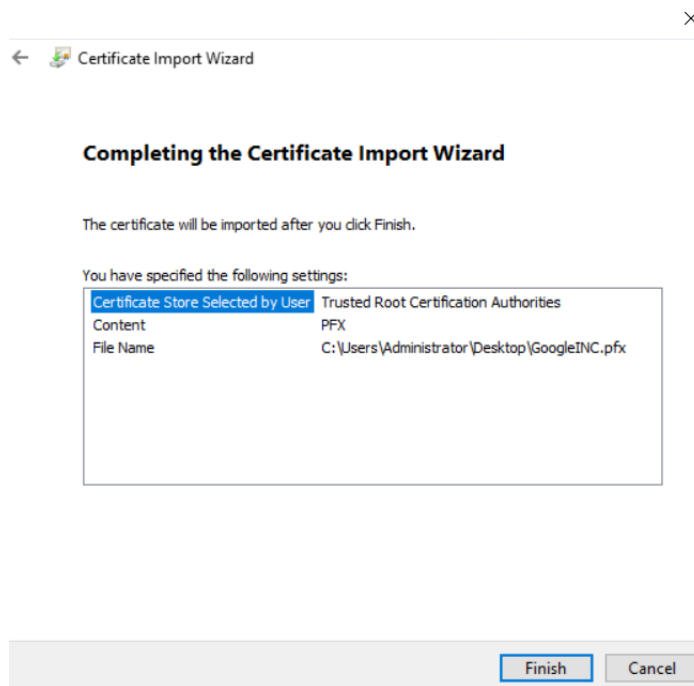 Certificate Import Wizard
Completing the Certificate Import Wizard
The certificate will be imported after you click Finish.
You have specified the following settings:
Certificate Store Selected by User Trusted Root Certification Authorities
Content PFX
File Name C:\Users\Administrator\Desktop\GoogleINC.pfx
Finish Cancel